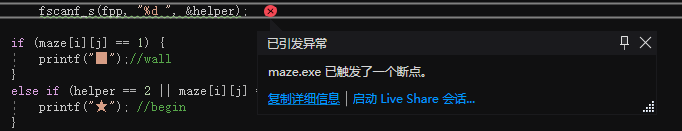 fscanf_s(fpp, "%d ", &helper);
已引发异常
if (maze[i][j] == 1) {
maze.exe 已触发了一个断点。
printf("■");//wall
}
复制详细信息 | 启动 Live Share 会话...
else if (helper == 2 || maze[i][j] =
printf("★"); //begin
}